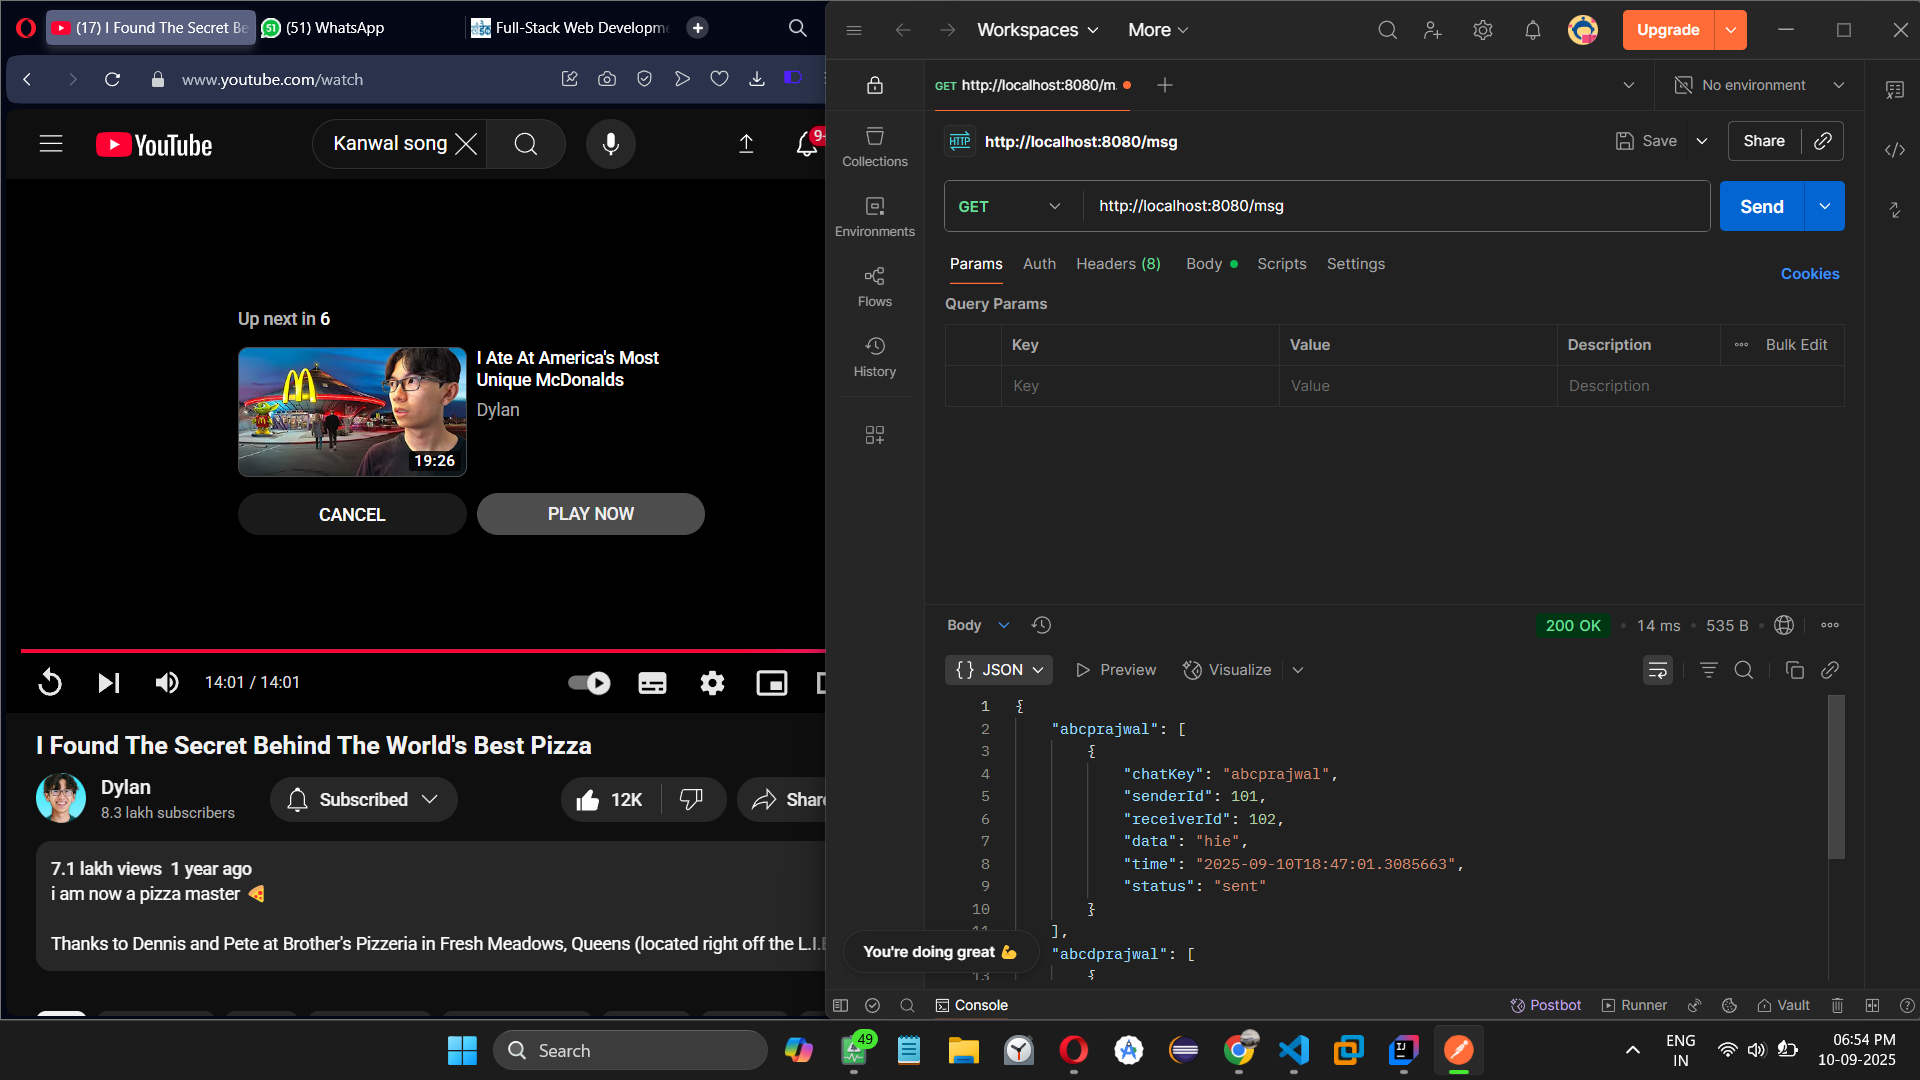 (17) I Found The Secret Be
(51) WhatsApp
Full-Stack Web Developme
www.youtube.com/watch
YouTube
Kanwal song
9+
Up next in 6
I Ate At America's Most
Unique McDonalds
Dylan
19:26
CANCEL
PLAY NOW
14:01 / 14:01
I Found The Secret Behind The World's Best Pizza
Dylan
8.3 lakh subscribers
Subscribed
12K
Share
7.1 lakh views 1 year ago
i am now a pizza master 🍕
Thanks to Dennis and Pete at Brother's Pizzeria in Fresh Meadows, Queens (located right off the L.I.E
Workspaces
More
Upgrade
GET http://localhost:8080/m
No environment
Collections
Environments
Flows
History
HTTP
http://localhost:8080/msg
Save
Share
GET
http://localhost:8080/msg
Send
Params
Auth
Headers (8)
Body
Scripts
Settings
Cookies
Query Params
Key
Value
Description
Bulk Edit
Key
Value
Description
Body
200 OK
14 ms
535 B
{} JSON
Preview
Visualize
1 {
2 "abcprajwal": [
3 {
4 "chatKey": "abcprajwal",
5 "senderId": 101,
6 "receiverId": 102,
7 "data": "hie",
8 "time": "2025-09-10T18:47:01.3085663",
9 "status": "sent"
10 }
11 ],
"abcdprajwal": [
13 {
You're doing great 💪
Console
Postbot
Runner
Vault
Search
49
ENG
IN
06:54 PM
10-09-2025